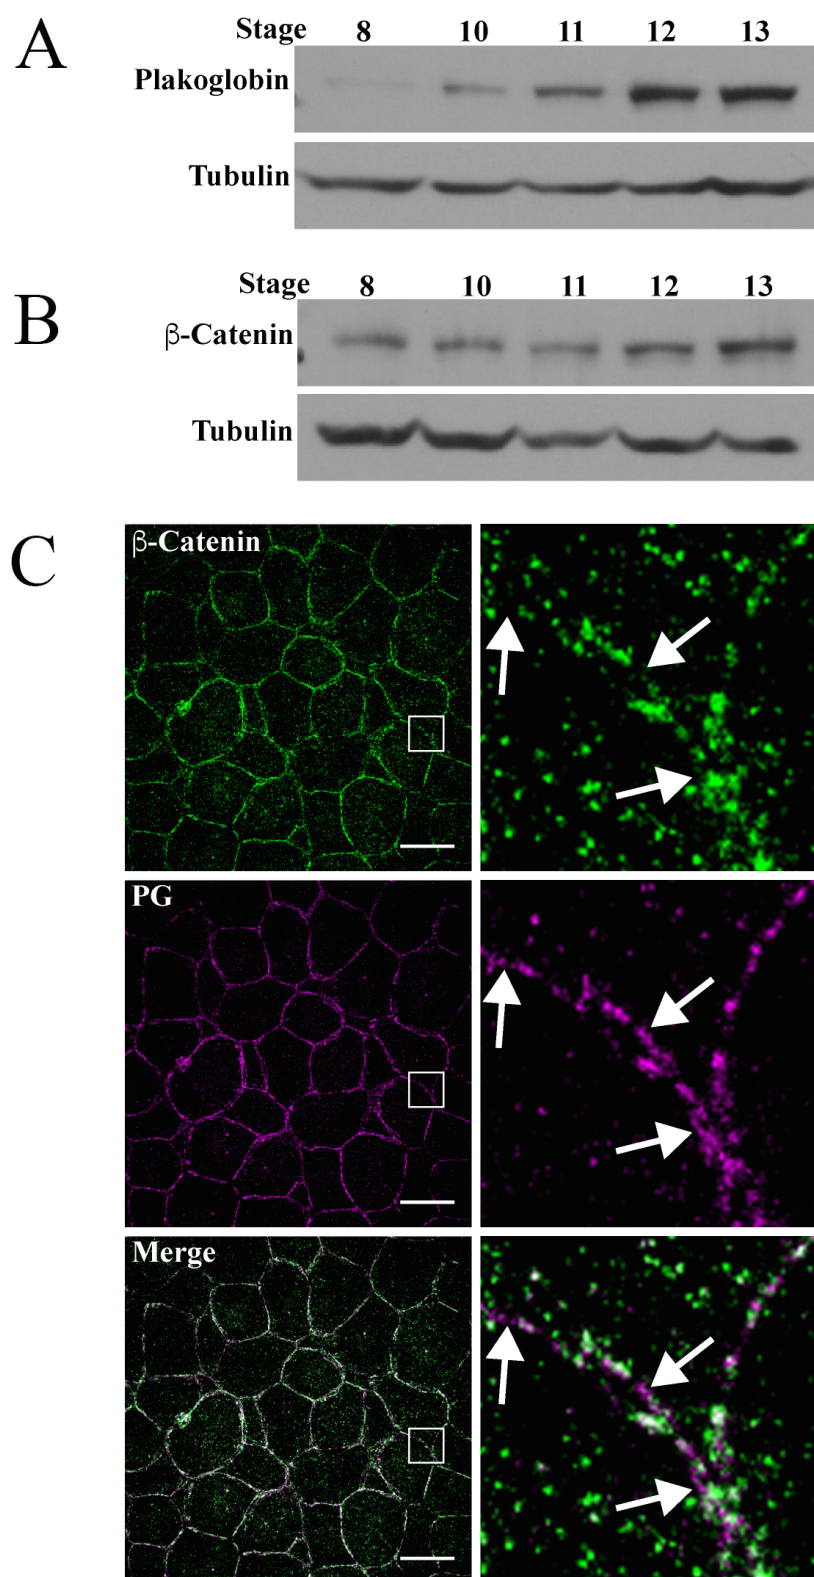 A
Stage 8 10 11 12 13
Plakoglobin
Tubulin
B
Stage 8 10 11 12 13
β-Catenin
Tubulin
C
β-Catenin
PG
Merge